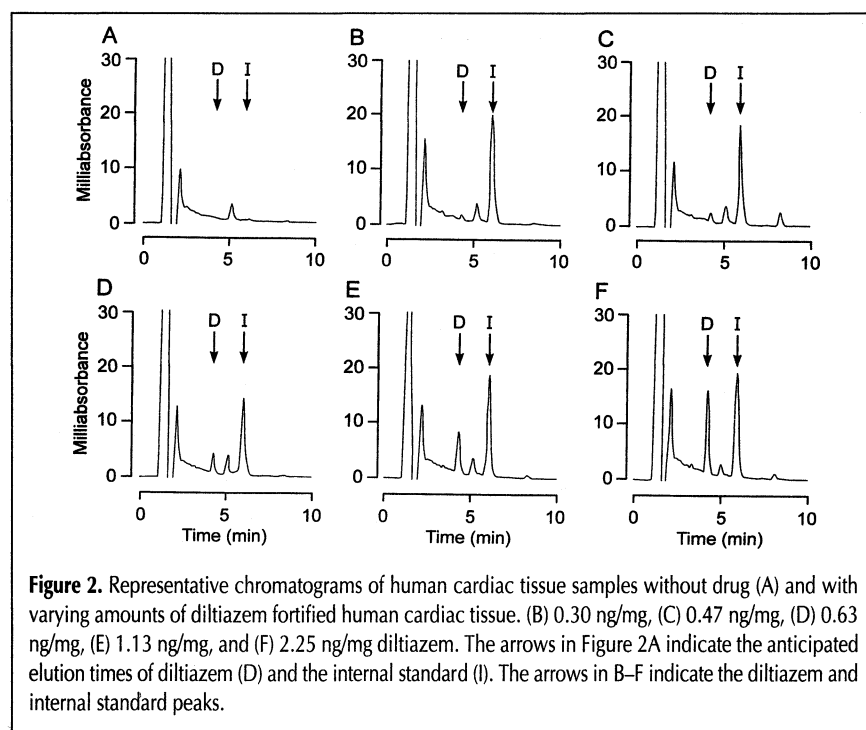 A
B
C
D I
D I
D I
30
20
10
0
Milliabsorbance
30
20
10
0
30
20
10
0
0 5 10
0 5 10
0 5 10
D
E
F
D I
D I
D I
30
20
10
0
Milliabsorbance
30
20
10
0
30
20
10
0
0 5 10
Time (min)
0 5 10
Time (min)
0 5 10
Time (min)
Figure 2. Representative chromatograms of human cardiac tissue samples without drug (A) and with
varying amounts of diltiazem fortified human cardiac tissue. (B) 0.30 ng/mg, (C) 0.47 ng/mg, (D) 0.63
ng/mg, (E) 1.13 ng/mg, and (F) 2.25 ng/mg diltiazem. The arrows in Figure 2A indicate the anticipated
elution times of diltiazem (D) and the internal standard (I). The arrows in B–F indicate the diltiazem and
internal standard peaks.